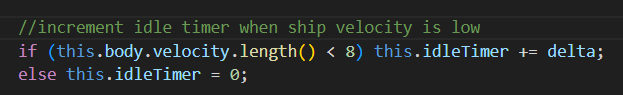 //increment idle timer when ship velocity is low
if (this.body.velocity.length() < 8) this.idleTimer += delta;
else this.idleTimer = 0;